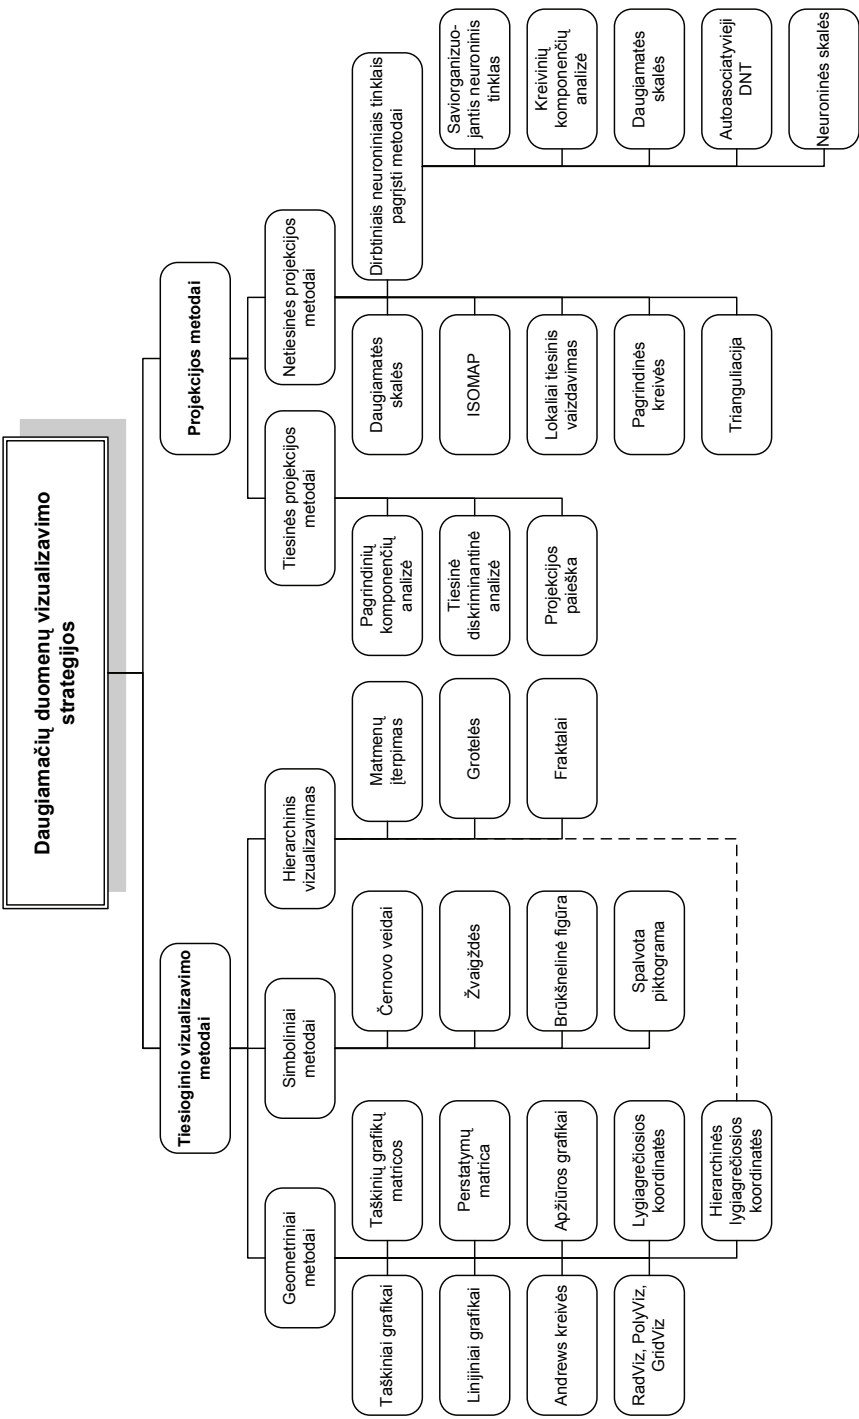 Daugiamačių duomenų vizualizavimo
strategijos
Tiesioginio vizualizavimo
metodai
Projekcijos metodai
Geometriniai
metodai
Simboliniai
metodai
Hierarchinis
vizualizavimas
Tiesinės projekcijos
metodai
Netiesinės projekcijos
metodai
Taškiniai grafikai
Taškinių grafikų
matricos
Linijiniai grafikai
Perstatymų
matrica
Andrews kreivės
Apžiūros grafikai
RadViz, PolyViz,
GridViz
Lygiagrečiosios
koordinatės
Hierarchinės
lygiagrečiosios
koordinatės
Černovo veidai
Žvaigždės
Brūkšnelinė figūra
Spalvota
piktograma
Matmenų
įterpimas
Grotelės
Fraktalai
Pagrindinių
komponenčių
analizė
Tiesinė
diskriminantinė
analizė
Projekcijos
paieška
Daugiamatės
skalės
ISOMAP
Lokaliai tiesinis
vaizdavimas
Pagrindinės
kreivės
Trianguliacija
Dirbtiniais neuroniniais tinklais
pagrįsti metodai
Saviorganizuo-
jantis neuroninis
tinklas
Kreivinių
komponenčių
analizė
Daugiamatės
skalės
Autoasociatyvieji
DNT
Neuroninės skalės